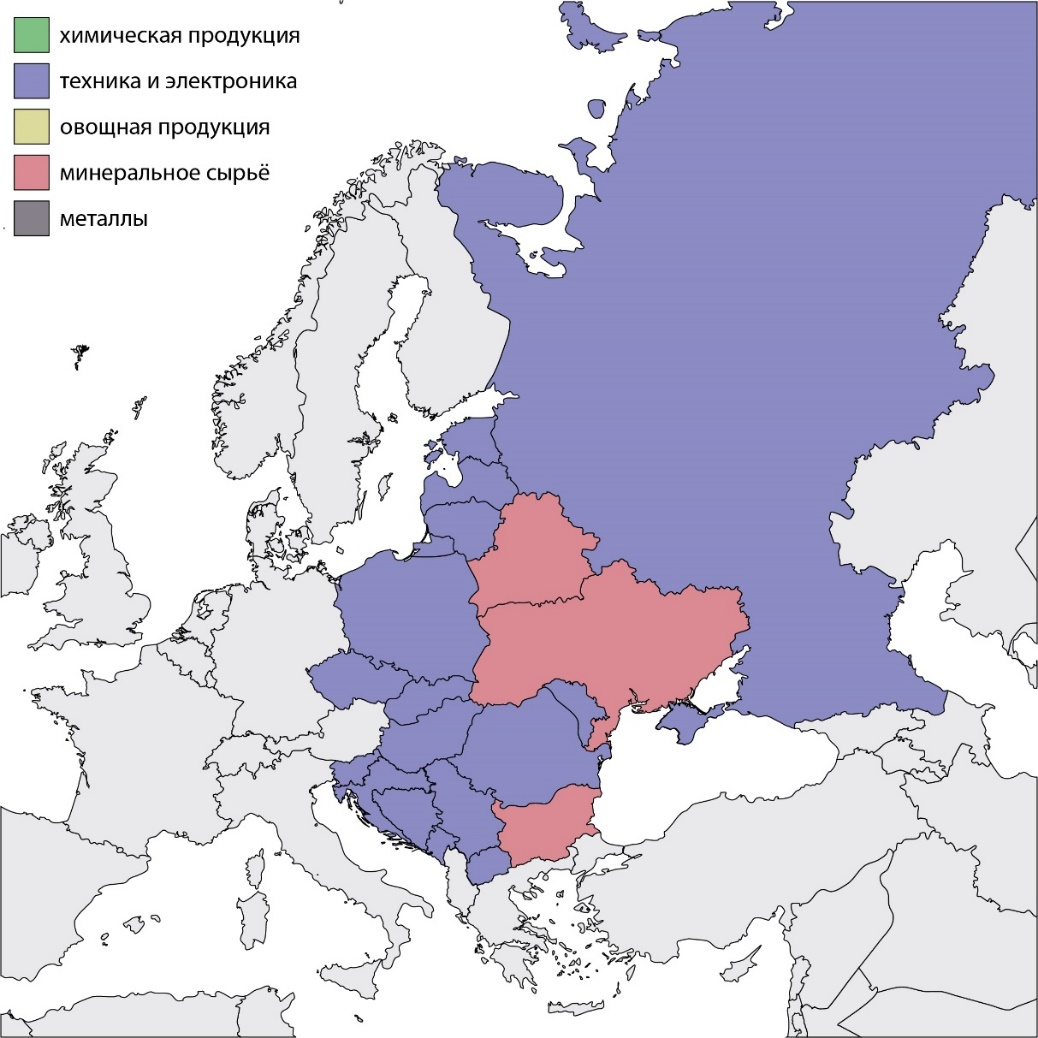 химическая продукция
техника и электроника
овощная продукция
минеральное сырьё
металлы